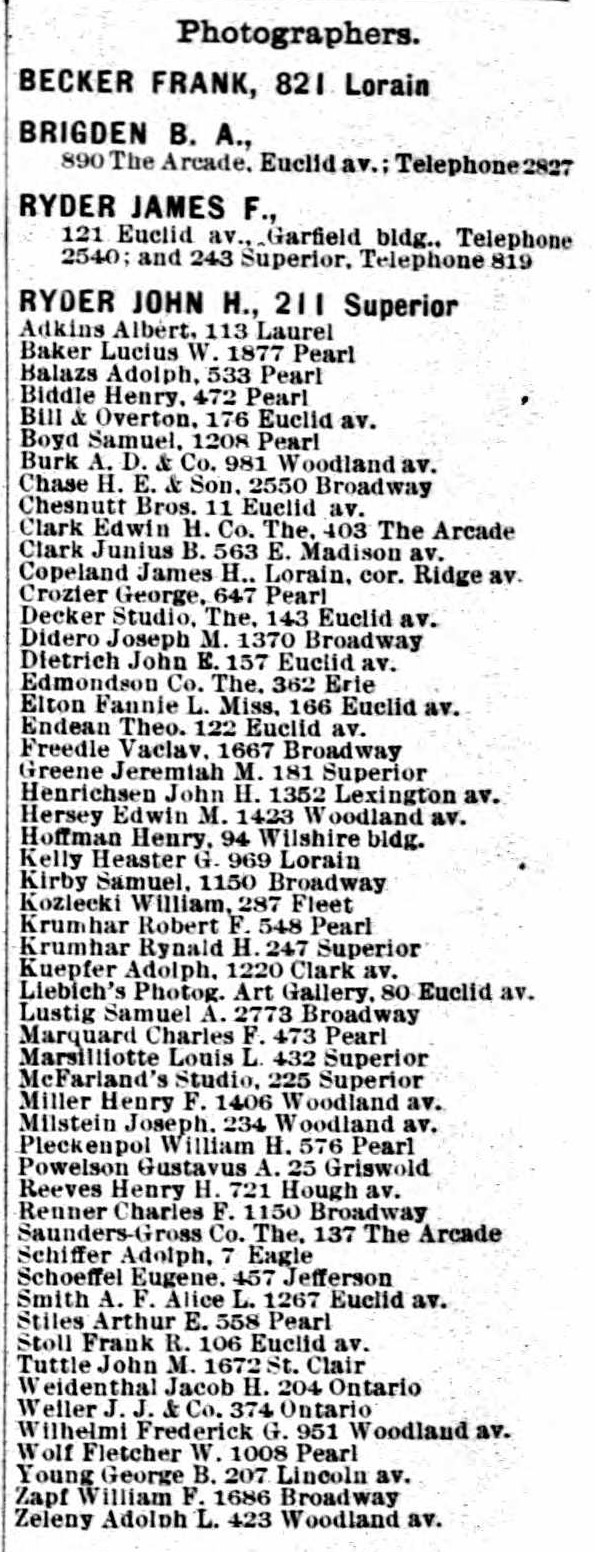 Photographers.
BECKER FRANK, 821 Lorain
BRIGDEN B. A.,
890 The Arcade, Euclid av.; Telephone 2827
RYDER JAMES F.,
121 Euclid av., Garfield bldg., Telephone
2540; and 243 Superior, Telephone 819
RYDER JOHN H., 211 Superior
Adkins Albert, 113 Laurel
Baker Lucius W. 1877 Pearl
Balazs Adolph, 533 Pearl
Biddle Henry, 472 Pearl
Bill & Overton, 176 Euclid av.
Boyd Samuel, 1208 Pearl
Burk A. D. & Co. 981 Woodland av.
Chase H. E. & Son, 2550 Broadway
Chesnutt Bros. 11 Euclid av.
Clark Edwin H. Co. The, 403 The Arcade
Clark Junius B. 563 E. Madison av.
Copeland James H., Lorain, cor. Ridge av.
Crozier George, 647 Pearl
Decker Studio, The, 143 Euclid av.
Didero Joseph M. 1370 Broadway
Dietrich John E. 157 Euclid av.
Edmondson Co. The, 362 Erie
Elton Fannie L. Miss, 166 Euclid av.
Endean Theo. 122 Euclid av.
Freedle Vaclav, 1667 Broadway
Greene Jeremiah M. 181 Superior
Henrichsen John H. 1352 Lexington av.
Hersey Edwin M. 1423 Woodland av.
Hoffman Henry, 94 Wilshire bldg.
Kelly Heaster G. 969 Lorain
Kirby Samuel, 1150 Broadway
Kozlecki William, 287 Fleet
Krumhar Robert F. 548 Pearl
Krumhar Rynald H. 247 Superior
Kuepfer Adolph, 1220 Clark av.
Liebich's Photog. Art Gallery, 80 Euclid av.
Lustig Samuel A. 2773 Broadway
Marquard Charles F. 473 Pearl
Marsilliotte Louis L. 432 Superior
McFarland's Studio, 225 Superior
Miller Henry F. 1406 Woodland av.
Milstein Joseph, 234 Woodland av.
Pleckenpol William H. 576 Pearl
Powelson Gustavus A. 25 Griswold
Reeves Henry H. 721 Hough av.
Renner Charles F. 1150 Broadway
Saunders-Gross Co. The, 137 The Arcade
Schiffer Adolph, 7 Eagle
Schoeffel Eugene, 457 Jefferson
Smith A. F. Alice L. 1267 Euclid av.
Stiles Arthur E. 558 Pearl
Stoll Frank R. 106 Euclid av.
Tuttle John M. 1672 St. Clair
Weidenthal Jacob H. 204 Ontario
Weller J. J. & Co. 374 Ontario
Wilhelmi Frederick G. 951 Woodland av.
Wolf Fletcher W. 1008 Pearl
Young George B. 207 Lincoln av.
Zapf William F. 1686 Broadway
Zeleny Adolph L. 423 Woodland av.